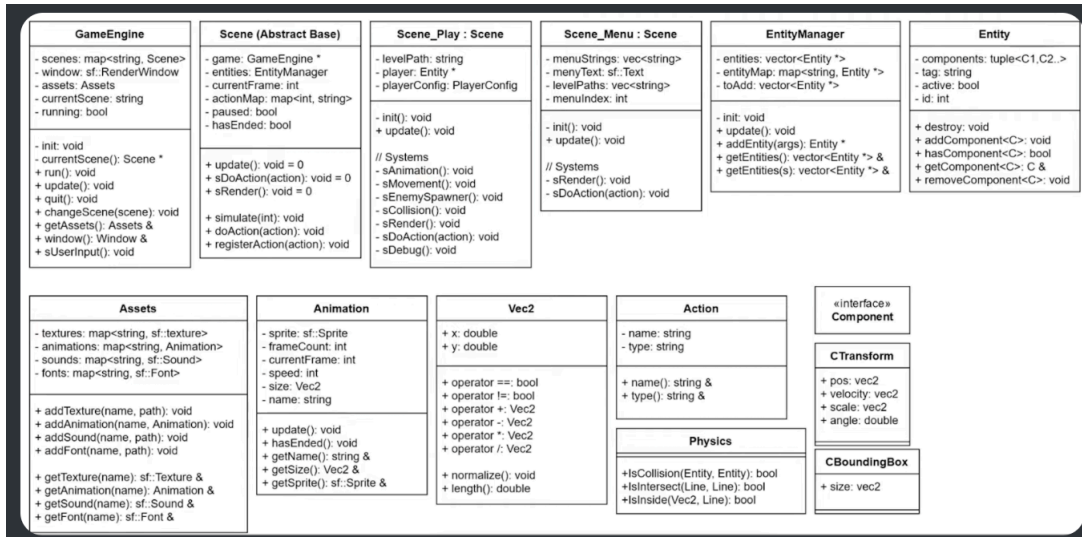 GameEngine
- scenes: map<string, Scene>
- window: sf::RenderWindow
- assets: Assets
- currentScene: string
- running: bool
- init: void
- currentScene(): Scene *
+ run(): void
+ update(): void
+ quit(): void
+ changeScene(scene): void
+ getAssets(): Assets &
+ window(): Window &
+ sUserInput(): void
Scene (Abstract Base)
- game: GameEngine *
- entities: EntityManager
- currentFrame: int
- actionMap: map<int, string>
- paused: bool
- hasEnded: bool
+ update(): void = 0
+ sDoAction(action): void = 0
+ sRender(): void = 0
+ simulate(int): void
+ doAction(action): void
+ registerAction(action): void
Scene_Play : Scene
- levelPath: string
- player: Entity *
- playerConfig: PlayerConfig
- init(): void
+ update(): void
// Systems
- sAnimation(): void
- sMovement(): void
- sEnemySpawner(): void
- sCollision(): void
- sRender(): void
- sDoAction(action): void
- sDebug(): void
Scene_Menu : Scene
- menuStrings: vec<string>
- menyText: sf::Text
- levelPaths: vec<string>
- menuIndex: int
- init(): void
+ update(): void
// Systems
- sRender(): void
- sDoAction(action): void
EntityManager
- entities: vector<Entity *>
- entityMap: map<string, Entity *>
- toAdd: vector<Entity *>
- init: void
+ update(): void
+ addEntity(args): Entity *
+ getEntities(): vector<Entity *> &
+ getEntities(s): vector<Entity *> &
Entity
- components: tuple<C1,C2..>
- tag: string
- active: bool
- id: int
+ destroy: void
+ addComponent<C>: void
+ hasComponent<C>: bool
+ getComponent<C>: C &
+ removeComponent<C>: void
Assets
- textures: map<string, sf::texture>
- animations: map<string, Animation>
- sounds: map<string, sf::Sound>
- fonts: map<string, sf::Font>
+ addTexture(name, path): void
+ addAnimation(name, Animation): void
+ addSound(name, path): void
+ addFont(name, path): void
+ getTexture(name): sf::Texture &
+ getAnimation(name): Animation &
+ getSound(name): sf::Sound &
+ getFont(name): sf::Font &
Animation
- sprite: sf::Sprite
- frameCount: int
- currentFrame: int
- speed: int
- size: Vec2
- name: string
+ update(): void
+ hasEnded(): void
+ getName(): string &
+ getSize(): Vec2 &
+ getSprite(): sf::Sprite &
Vec2
+ x: double
+ y: double
+ operator ==: bool
+ operator !=: bool
+ operator +: Vec2
+ operator -: Vec2
+ operator *: Vec2
+ operator /: Vec2
+ normalize(): void
+ length(): double
Action
- name: string
- type: string
+ name(): string &
+ type(): string &
Physics
+IsCollision(Entity, Entity): bool
+IsIntersect(Line, Line): bool
+IsInside(Vec2, Line): bool
«interface»
Component
CTransform
+ pos: vec2
+ velocity: vec2
+ scale: vec2
+ angle: double
CBoundingBox
+ size: vec2